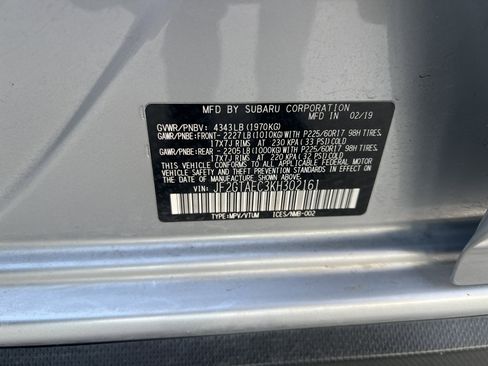 MFD BY SUBARU CORPORATION
MFD IN 02/19
GVWR/PNBV: 4343LB(1970KG)
GAWR/PNBE:FRONT- 2227LB(1010KG)WITH P225/60R17 98H TIRES.
17X7J RIMS AT 230 KPA (33 PSI)COLD
GAWR/PNBE:REAR - 2205LB(1000KG)WITH P225/60R17 98H TIRES.
17X7J RIMS AT 220 KPA (32 PSI)COLD
THIS VEHICLE CONFORMS TO ALL APPLICABLE FEDERAL MOTOR
VEHICLE SAFETY STANDARDS IN EFFECT ON THE
DATE OF MANUFACTURE SHOWN ABOVE.
VIN: JF2GTAEC3KH302161
TYPE:MPV/VTUM ICES/NMB-002